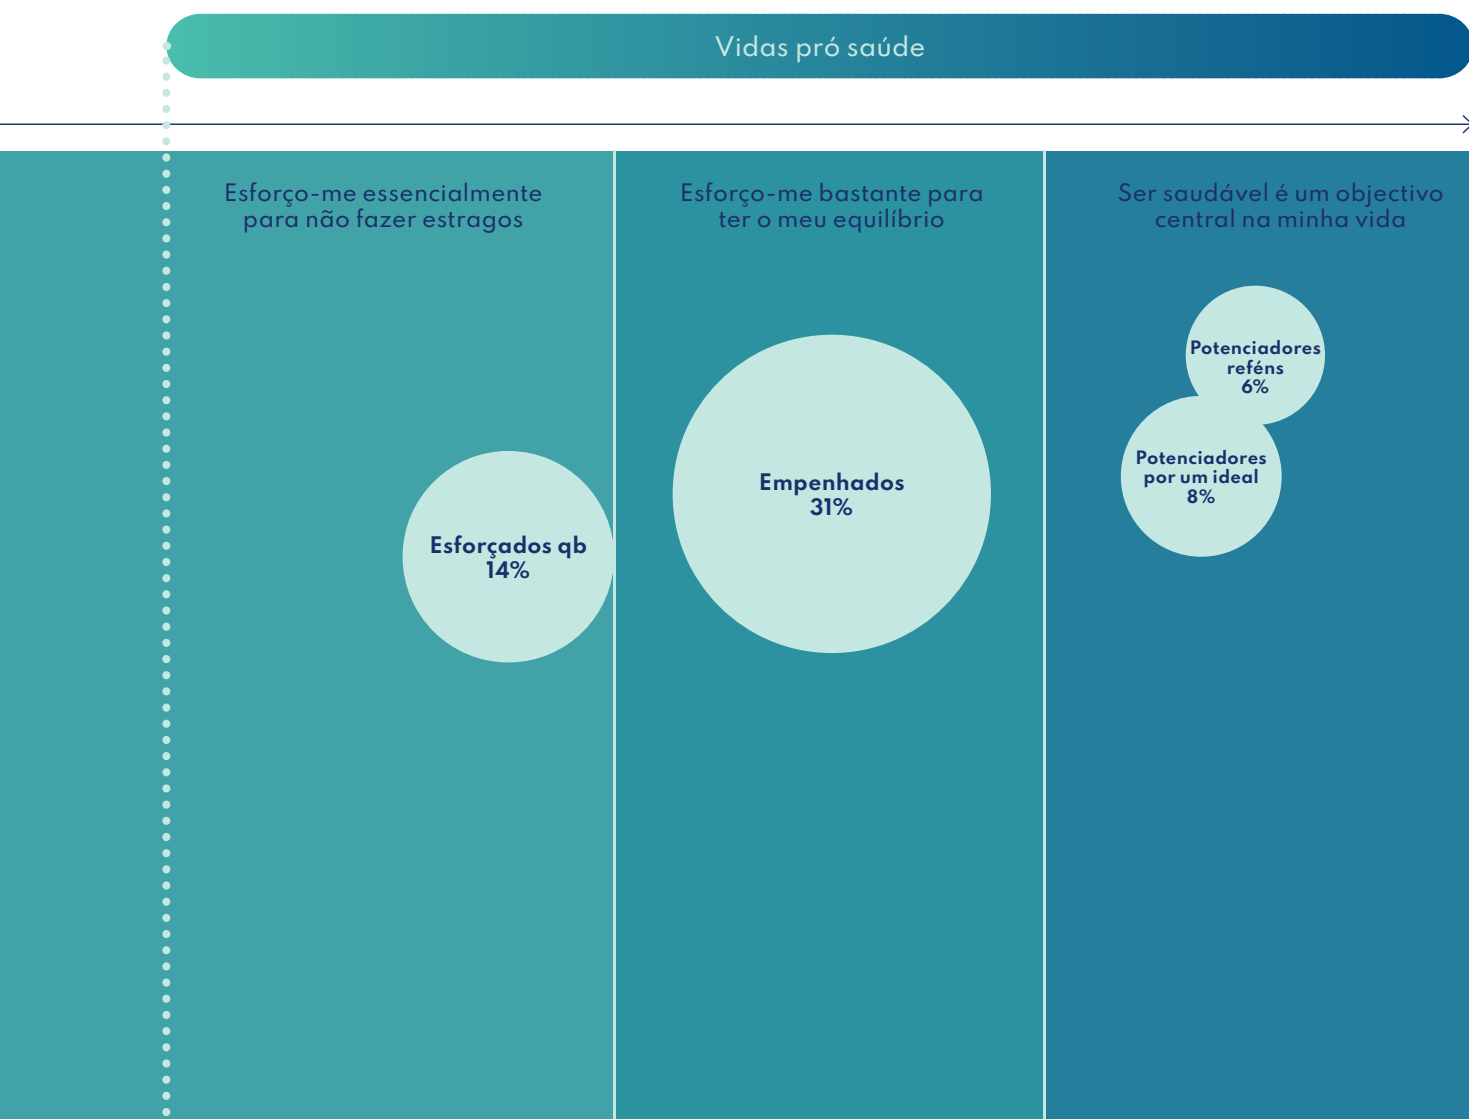 Vidas pró saúde
Esforço-me essencialmente
para não fazer estragos
Esforço-me bastante para
ter o meu equilíbrio
Ser saudável é um objectivo
central na minha vida
Potenciadores
reféns
6%
Potenciadores
por um ideal
8%
Empenhados
31%
Esforçados qb
14%